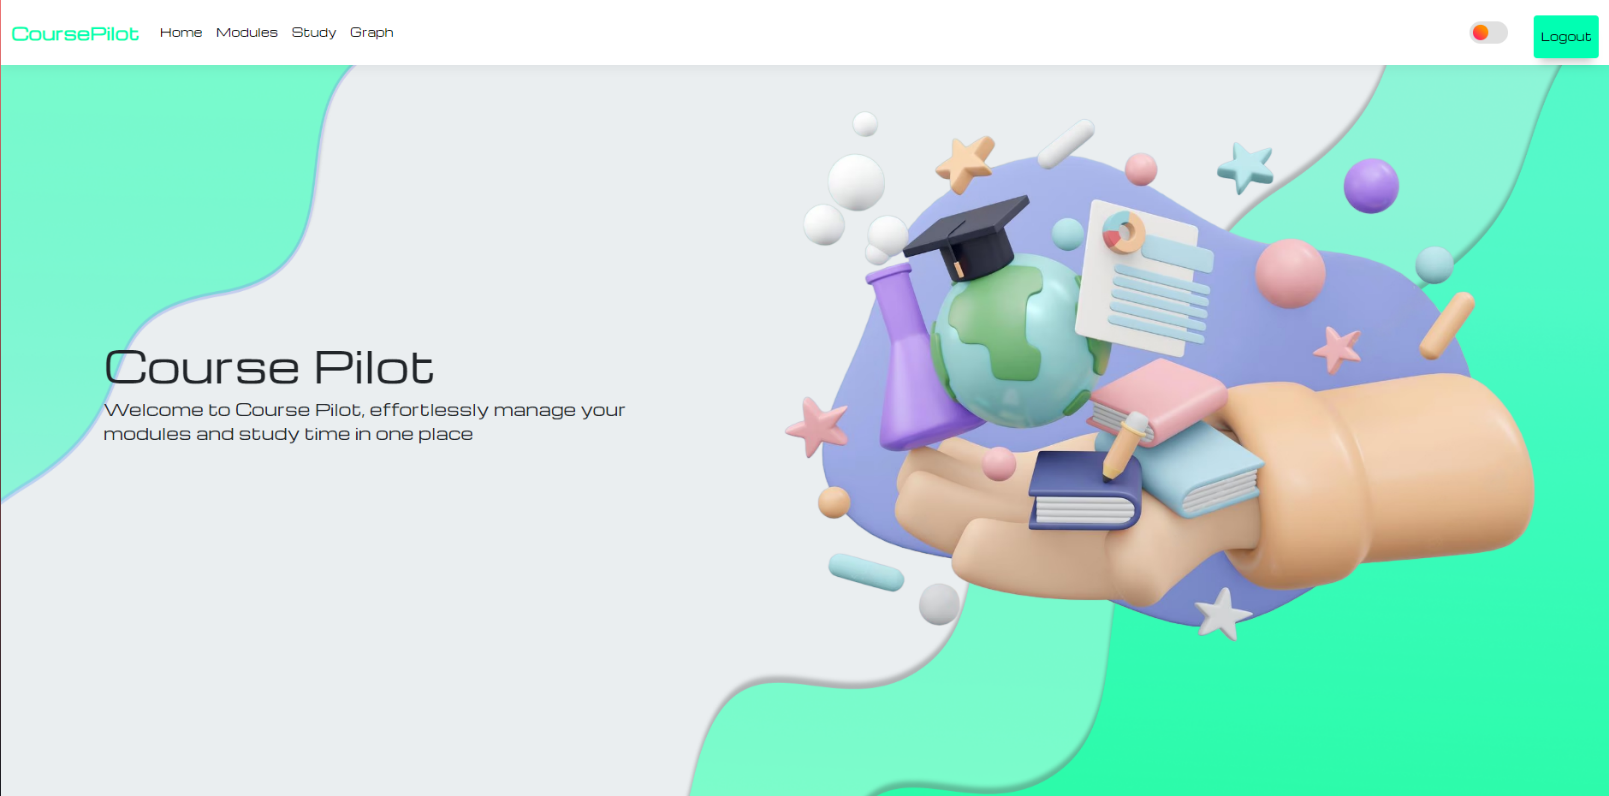 CoursePilot
Home Modules Study Graph
Logout
Course Pilot
Welcome to Course Pilot, effortlessly manage your
modules and study time in one place